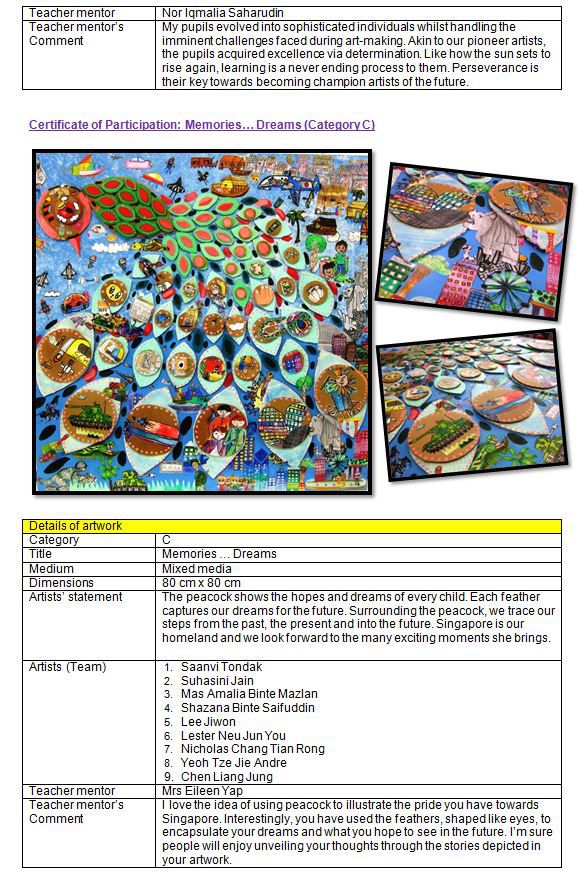 Teacher mentor Nor Iqmalia Saharudin
Teacher mentor's Comment My pupils evolved into sophisticated individuals whilst handling the
imminent challenges faced during art-making. Akin to our pioneer artists,
the pupils acquired excellence via determination. Like how the sun sets to
rise again, learning is a never ending process to them. Perseverance is
their key towards becoming champion artists of the future.
Certificate of Participation: Memories... Dreams (Category C)
Details of artwork
Category C
Title Memories ... Dreams
Medium Mixed media
Dimensions 80 cm x 80 cm
Artists' statement The peacock shows the hopes and dreams of every child. Each feather
captures our dreams for the future. Surrounding the peacock, we trace our
steps from the past, the present and into the future. Singapore is our
homeland and we look forward to the many exciting moments she brings.
Artists (Team) 1. Saanvi Tondak
2. Suhasini Jain
3. Mas Amalia Binte Mazlan
4. Shazana Binte Saifuddin
5. Lee Jiwon
6. Lester Neu Jun You
7. Nicholas Chang Tian Rong
8. Yeoh Tze Jie Andre
9. Chen Liang Jung
Teacher mentor Mrs Eileen Yap
Teacher mentor's Comment I love the idea of using peacock to illustrate the pride you have towards
Singapore. Interestingly, you have used the feathers, shaped like eyes, to
encapsulate your dreams and what you hope to see in the future. I'm sure
people will enjoy unveiling your thoughts through the stories depicted in
your artwork.